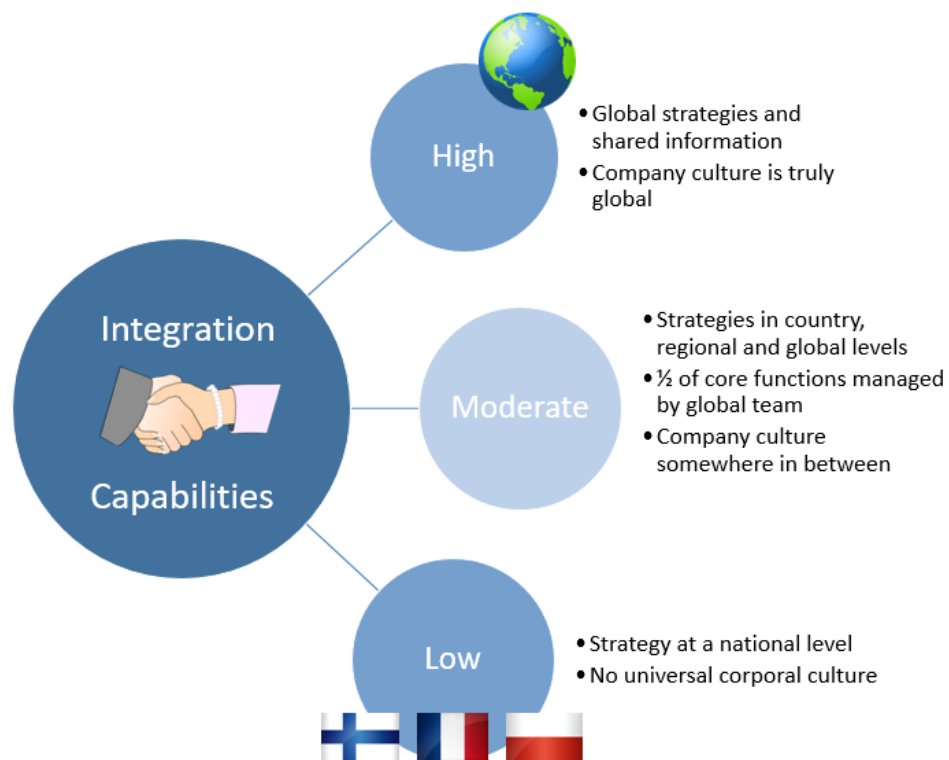 High
• Global strategies and
shared information
• Company culture is truly
global
Integration
Capabilities
Moderate
• Strategies in country,
regional and global levels
• ½ of core functions managed
by global team
• Company culture
somewhere in between
Low
• Strategy at a national level
• No universal corporal culture